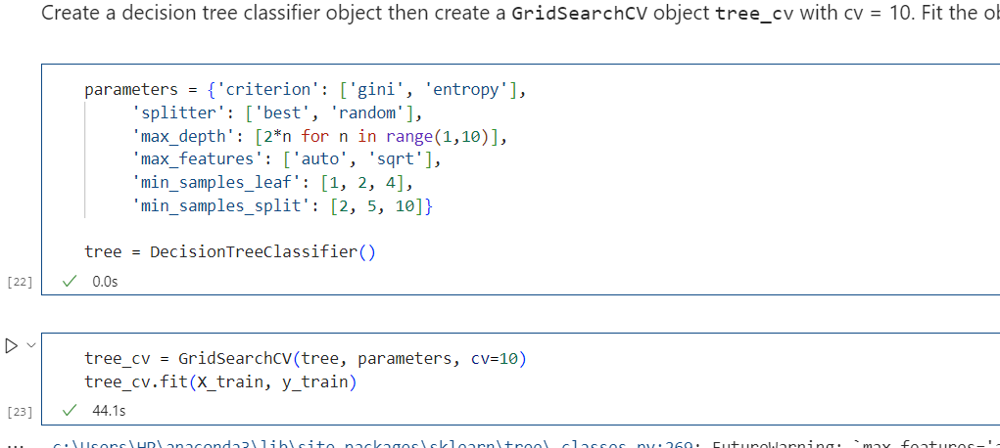 Create a decision tree classifier object then create a GridSearchCV object tree_cv with cv = 10. Fit the
parameters = {'criterion': ['gini', 'entropy'],
'splitter': ['best', 'random'],
'max_depth': [2*n for n in range(1,10)],
'max_features': ['auto', 'sqrt'],
'min_samples_leaf': [1, 2, 4],
'min_samples_split': [2, 5, 10]}
tree = DecisionTreeClassifier()
[22] 0.0s
tree_cv = GridSearchCV(tree, parameters, cv=10)
tree_cv.fit(X_train, y_train)
[23] 44.1s
... c:\Users\HP\anaconda3\lib\site-packages\sklearn\tree\_classes.py:269: FutureWarning: `max_features='a